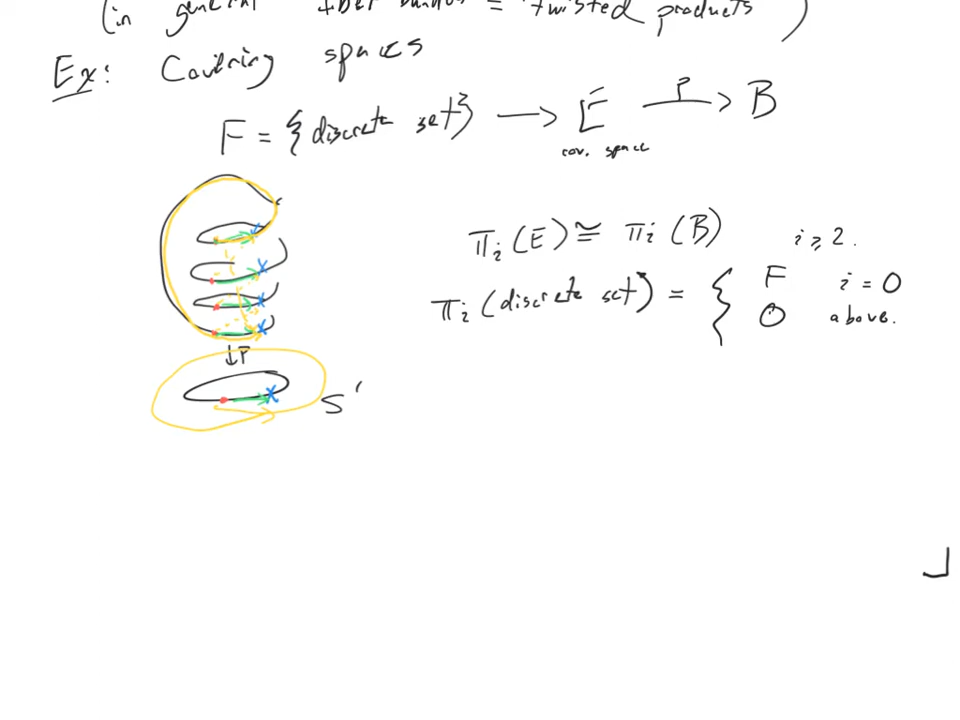 (in general fiber bundles = "twisted products")
Ex: Covering spaces
F = {discrete set} → E →^p B
cov. space
π_i(E) ≅ π_i(B) i ≥ 2.
π_i(discrete set) = { F i = 0
0 above.
↓P
S'